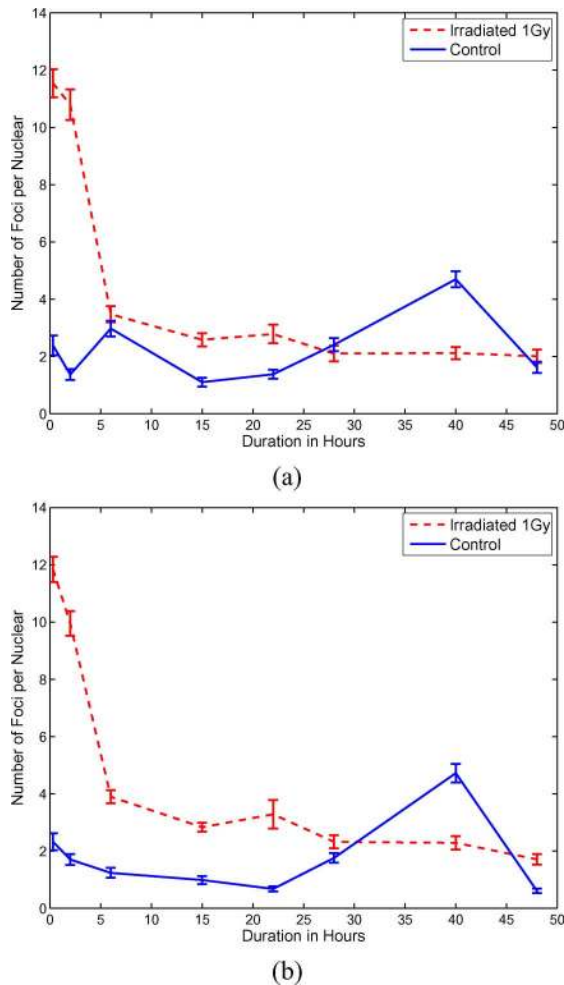 14
12
10
8
6
4
2
0
Number of Foci per Nuclear
Irradiated 1Gy
Control
0 5 10 15 20 25 30 35 40 45 50
Duration in Hours
(a)
14
12
10
8
6
4
2
0
Number of Foci per Nuclear
Irradiated 1Gy
Control
0 5 10 15 20 25 30 35 40 45 50
Duration in Hours
(b)